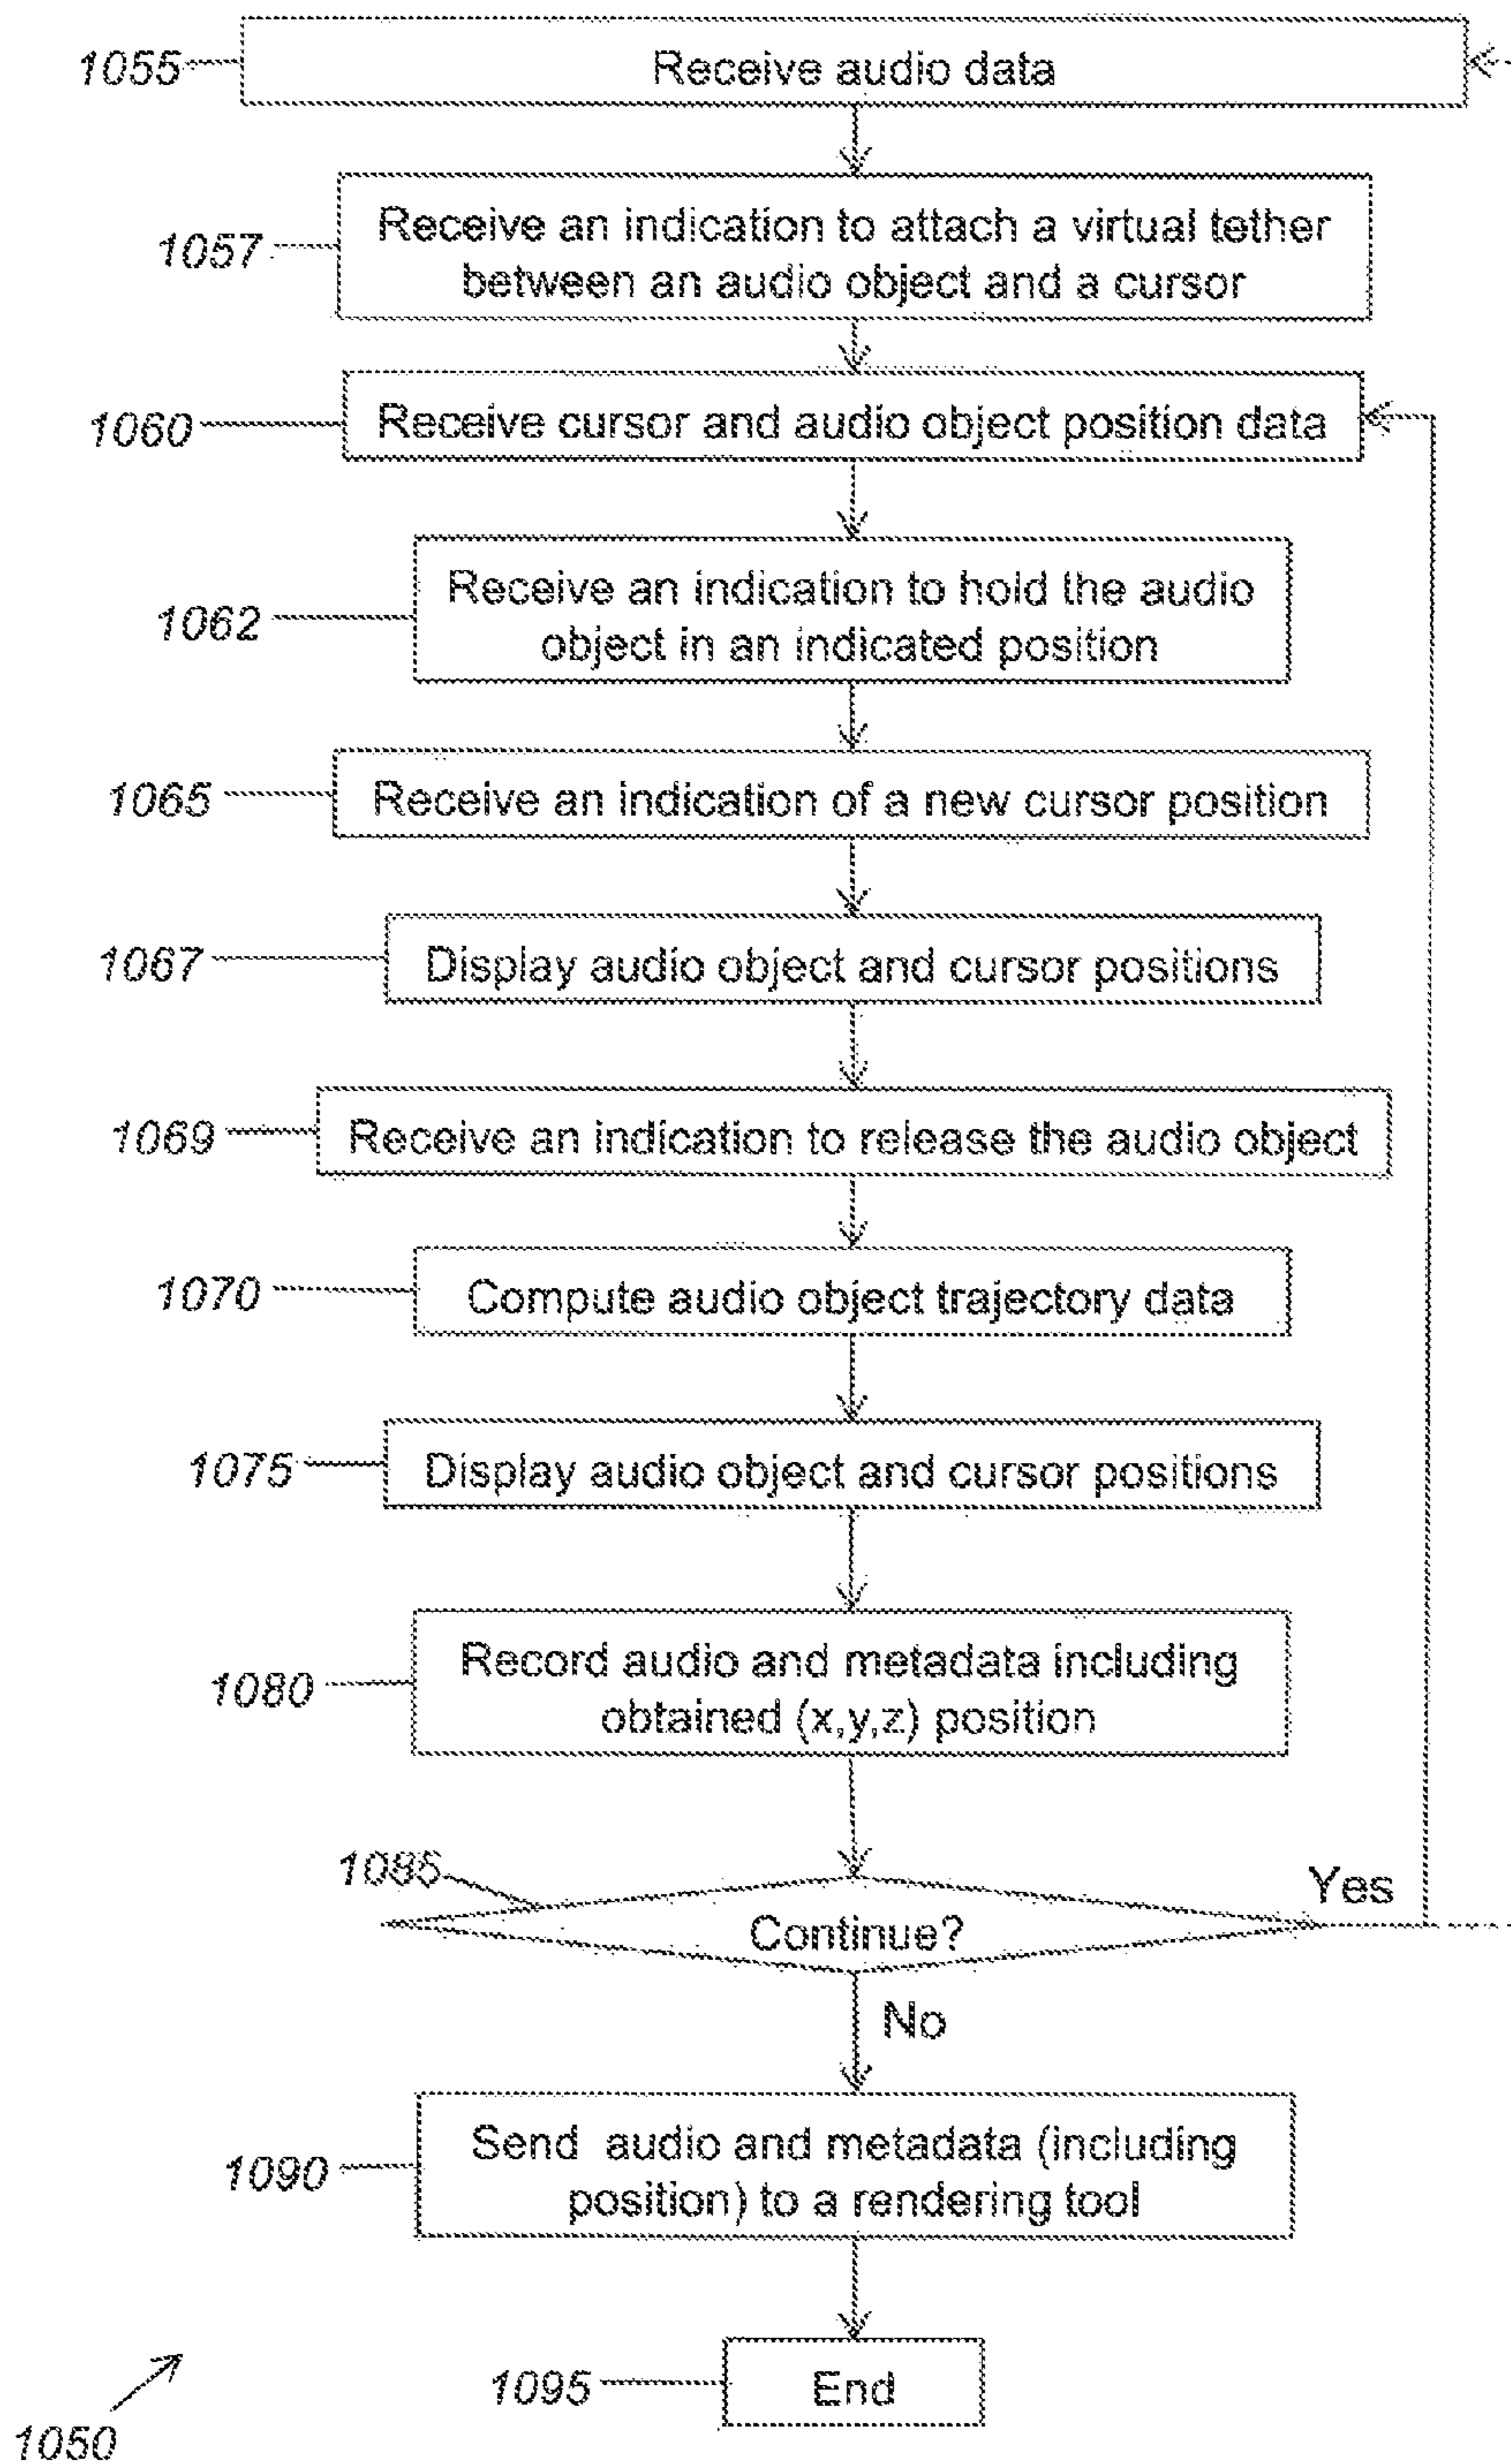 1055
Receive audio data
1057
Receive an indication to attach a virtual tether
between an audio object and a cursor
1060
Receive cursor and audio object position data
1062
Receive an indication to hold the audio
object in an indicated position
1065
Receive an indication of a new cursor position
1067
Display audio object and cursor positions
1069
Receive an indication to release the audio object
1070
Compute audio object trajectory data
1075
Display audio object and cursor positions
1080
Record audio and metadata including
obtained (x,y,z) position
1085
Yes
Continue?
No
1090
Send audio and metadata (including
position) to a rendering tool
1095
End
1050